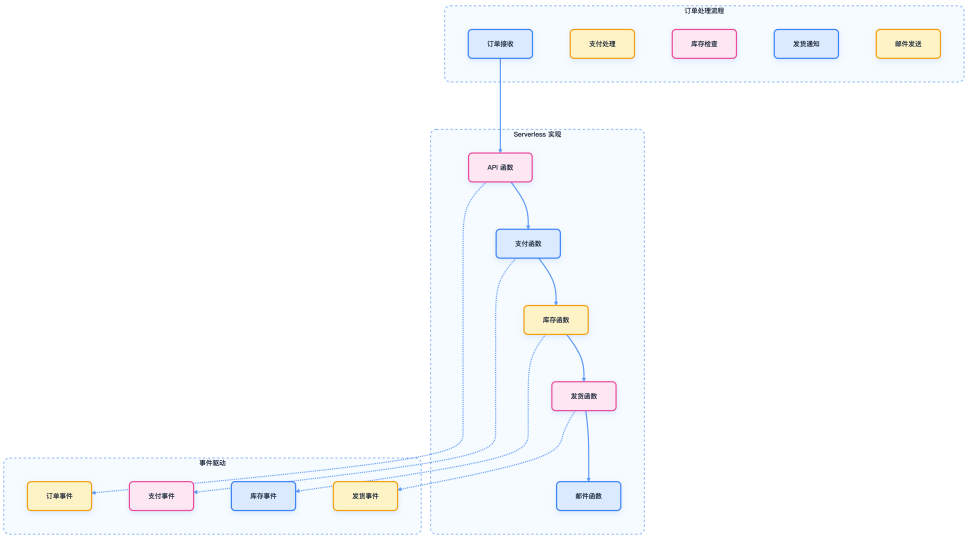 订单处理流程
订单接收
支付处理
库存检查
发货通知
邮件发送
Serverless 实现
API 函数
支付函数
库存函数
发货函数
邮件函数
事件驱动
订单事件
支付事件
库存事件
发货事件